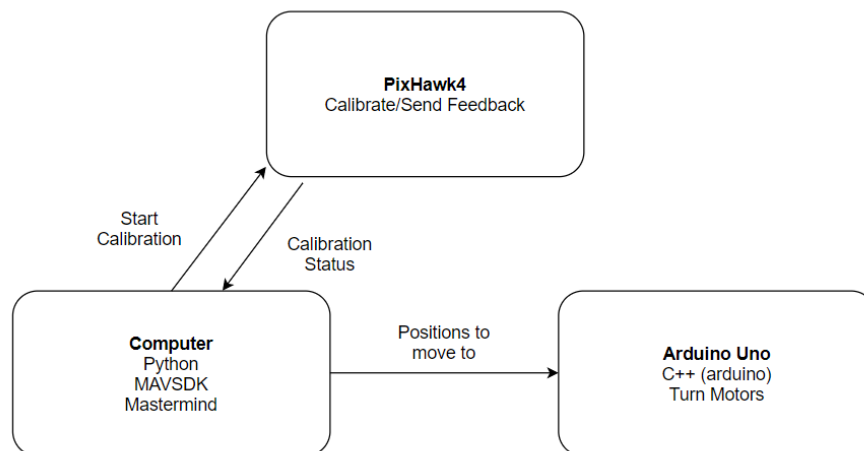 PixHawk4
Calibrate/Send Feedback
Start
Calibration
Calibration
Status
Computer
Python
MAVSDK
Mastermind
Positions to
move to
Arduino Uno
C++ (arduino)
Turn Motors